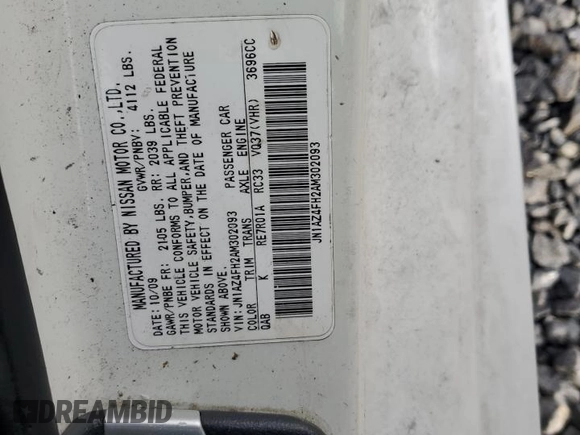 MANUFACTURED BY NISSAN MOTOR CO.,LTD.
GVWR/PNBV: 4112 LBS.
DATE: 10/09
GAWR/PNBE FR: 2105 LBS. RR: 2039 LBS.
THIS VEHICLE CONFORMS TO ALL APPLICABLE FEDERAL
MOTOR VEHICLE SAFETY,BUMPER,AND THEFT PREVENTION
STANDARDS IN EFFECT ON THE DATE OF MANUFACTURE
SHOWN ABOVE.
VIN: JN1AZ4FH2AM302093 PASSENGER CAR
COLOR TRIM TRANS AXLE ENGINE
QAB K RE7R01A RC33 VQ37(VHR) 3696CC
JN1AZ4FH2AM302093
DREAMBID